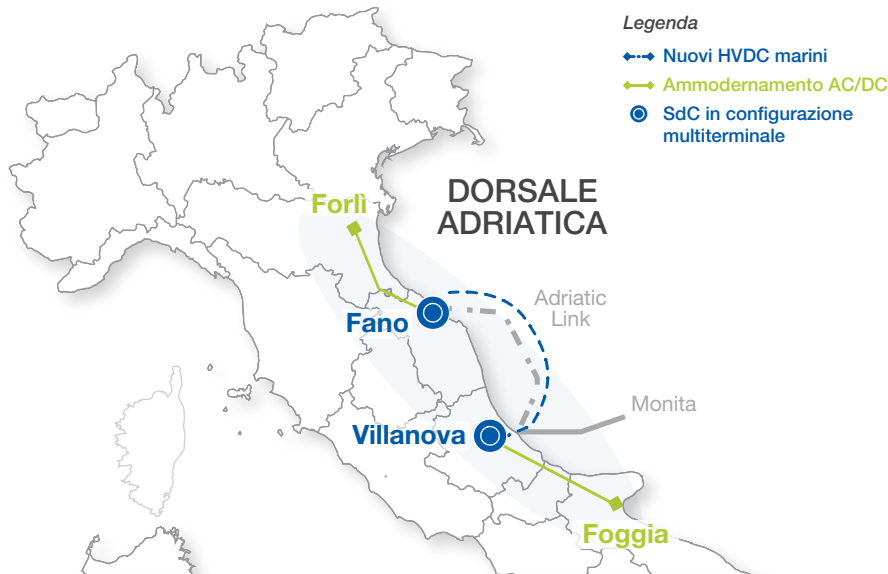 Legenda
Nuovi HVDC marini
Ammodernamento AC/DC
SdC in configurazione
multiterminale
DORSALE
ADRIATICA
Forlì
Adriatic
Link
Fano
Monita
Villanova
Foggia